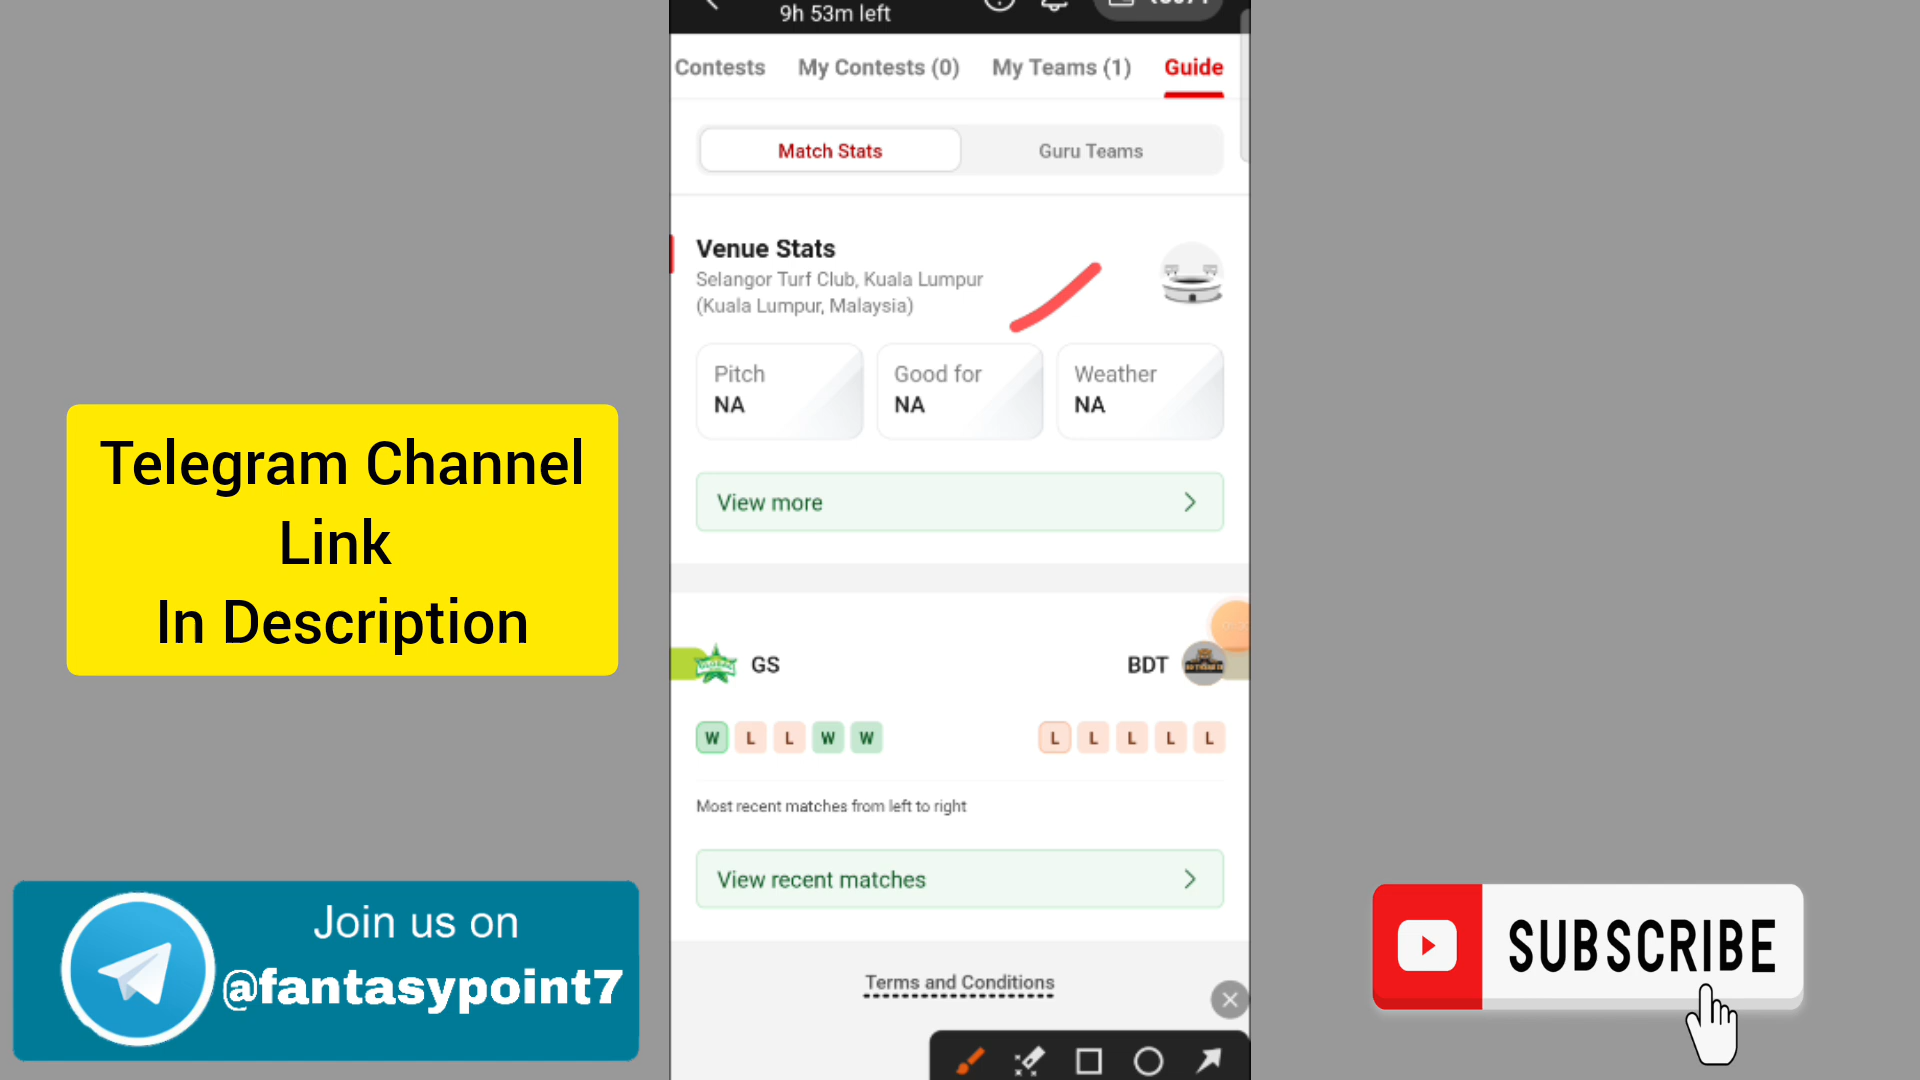 9h 53m left
Contests My Contests (0) My Teams (1) Guide
Match Stats Guru Teams
Venue Stats
Selangor Turf Club, Kuala Lumpur
(Kuala Lumpur, Malaysia)
Pitch
NA
Good for
NA
Weather
NA
View more
GS
BDT
W L L W W
L L L L L
Most recent matches from left to right
View recent matches
Terms and Conditions
Telegram Channel
Link
In Description
Join us on
@fantasypoint7
SUBSCRIBE